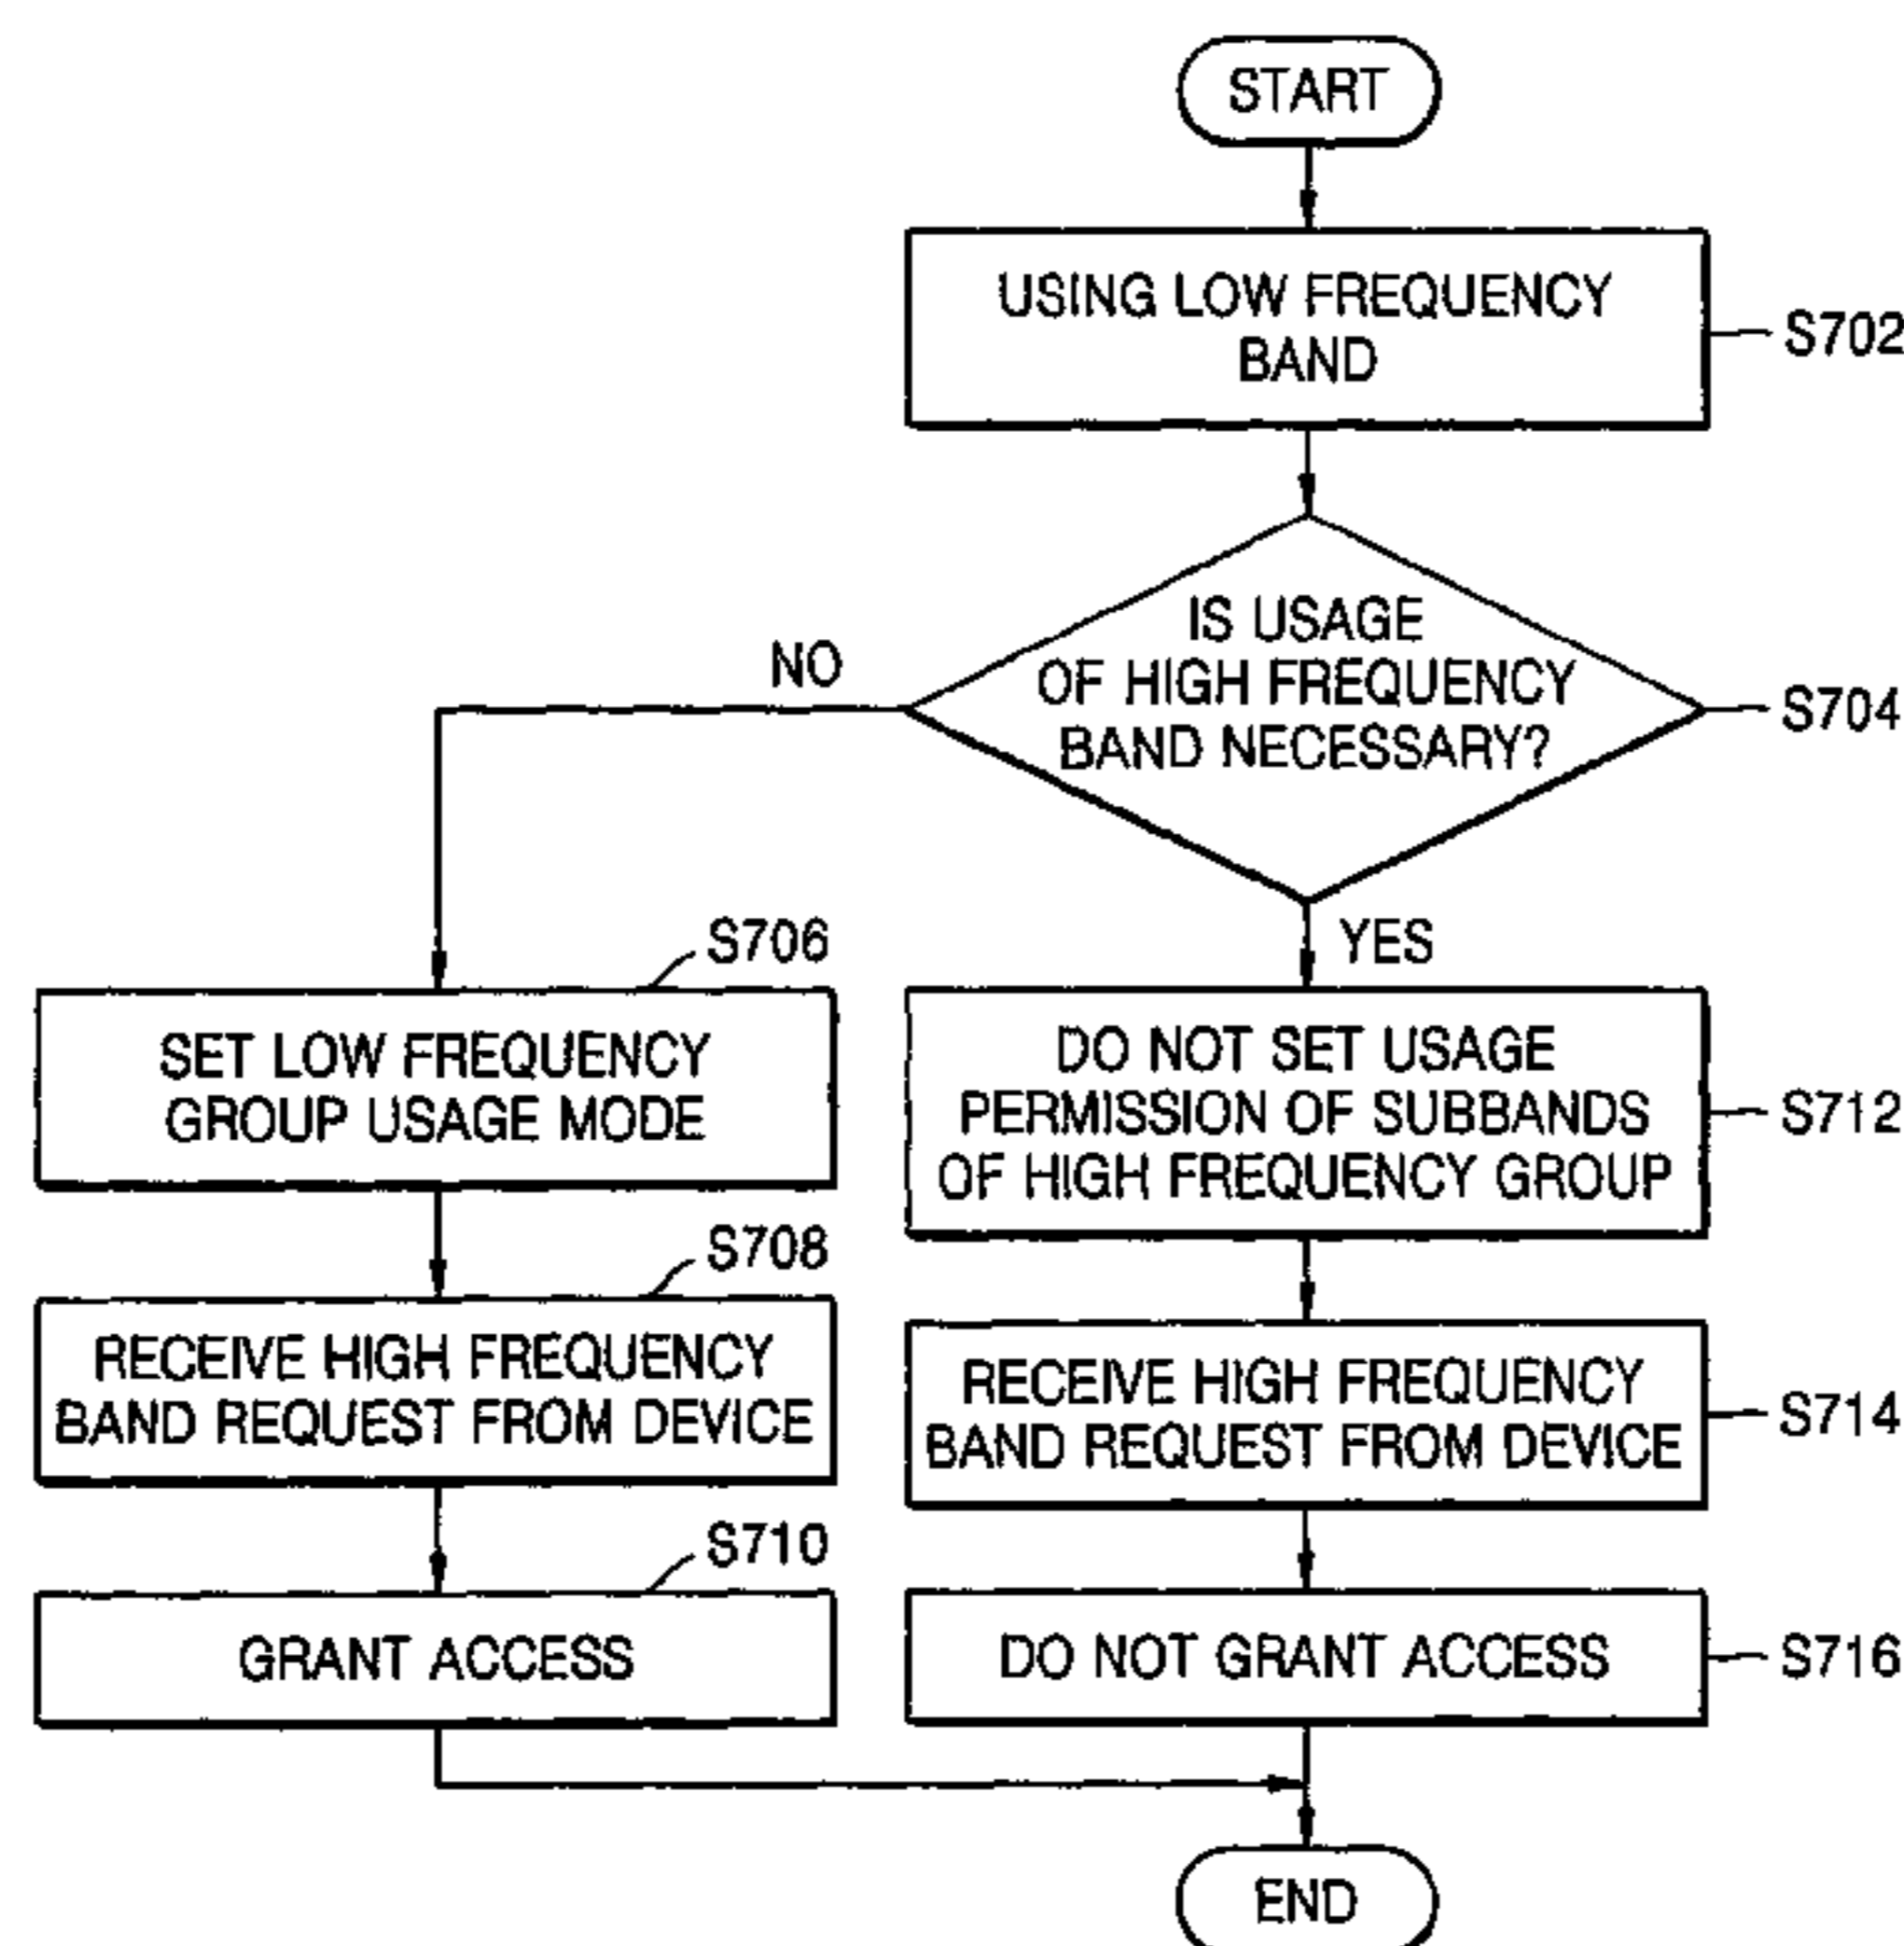 START
USING LOW FREQUENCY
BAND
S702
IS USAGE
OF HIGH FREQUENCY
BAND NECESSARY?
S704
NO
YES
S706
SET LOW FREQUENCY
GROUP USAGE MODE
S708
RECEIVE HIGH FREQUENCY
BAND REQUEST FROM DEVICE
S710
GRANT ACCESS
DO NOT SET USAGE
PERMISSION OF SUBBANDS
OF HIGH FREQUENCY GROUP
S712
RECEIVE HIGH FREQUENCY
BAND REQUEST FROM DEVICE
S714
DO NOT GRANT ACCESS
S716
END